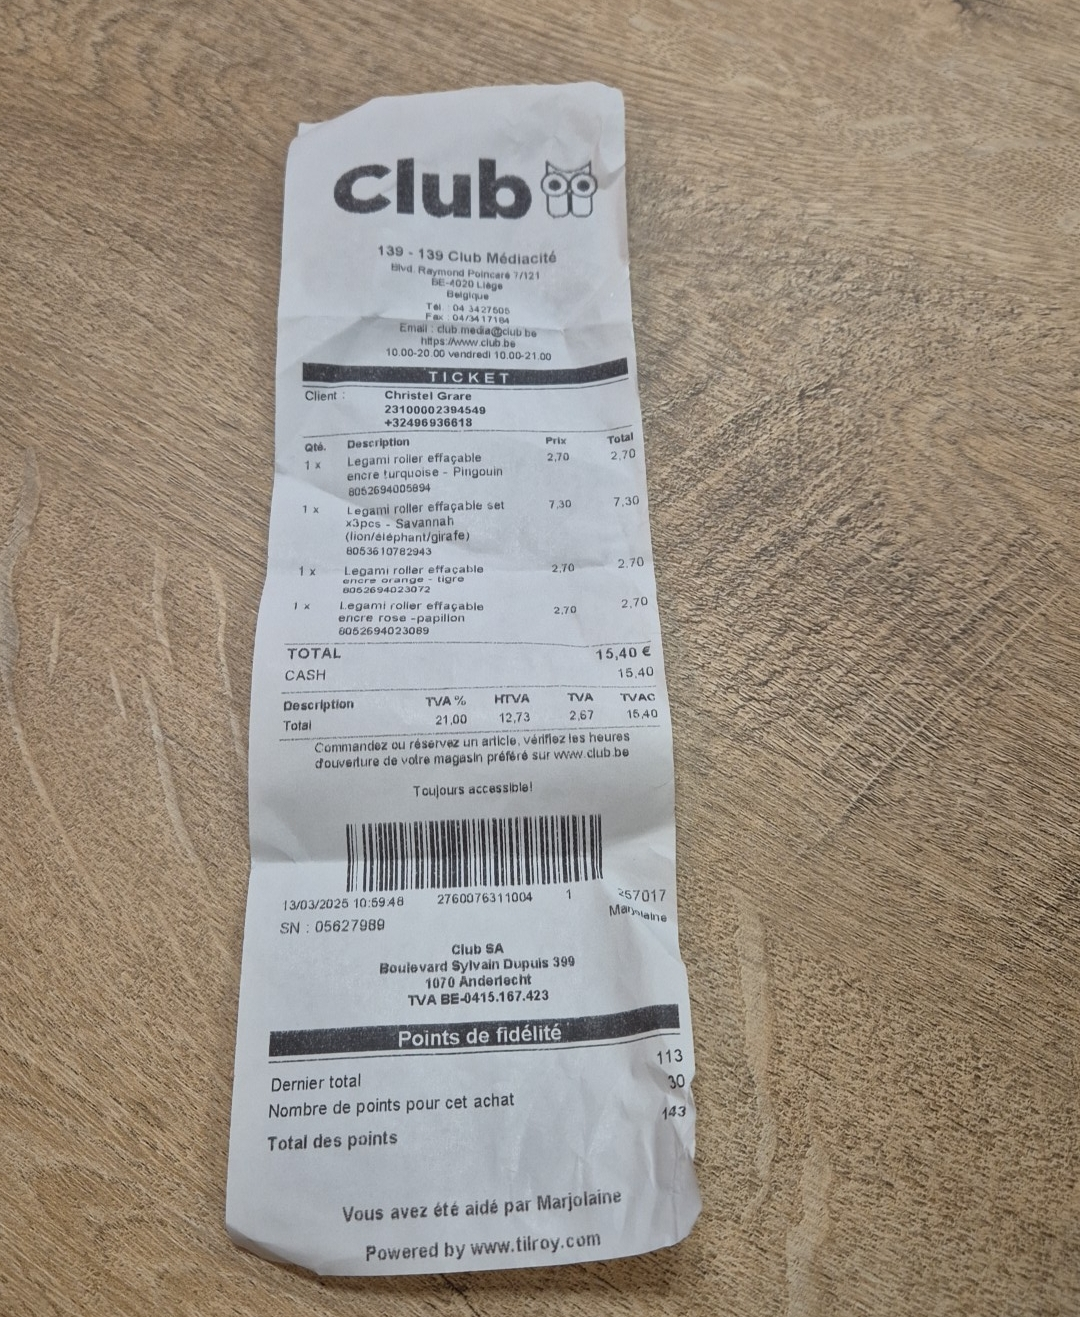 Club
139 - 139 Club Médiacité
Blvd. Raymond Poincaré 7/121
BE-4020 Liège
Belgique
Tél : 04 3427605
Fax : 04/3417184
Email : club.media@club.be
https://www.club.be
10.00-20.00 vendredi 10.00-21.00
TICKET
Client : Christel Grare
23100002394549
+32496936618
Qté. Description Prix Total
1 x Legami roller effaçable 2,70 2,70
encre turquoise - Pingouin
8052694005894
1 x Legami roller effaçable set 7,30 7,30
x3pcs - Savannah
(lion/éléphant/girafe)
8053610782943
1 x Legami roller effaçable 2,70 2,70
encre orange - tigre
8052694023072
1 x Legami roller effaçable 2,70 2,70
encre rose -papillon
8052694023089
TOTAL 15,40 €
CASH 15,40
Description TVA % HTVA TVA TVAC
Total 21,00 12,73 2,67 15,40
Commandez ou réservez un article, vérifiez les heures
d'ouverture de votre magasin préféré sur www.club.be
Toujours accessible!
13/03/2025 10:59:48 2760076311004 1 257017
SN : 05627989 Marjolaine
Club SA
Boulevard Sylvain Dupuis 399
1070 Anderlecht
TVA BE-0415.167.423
Points de fidélité
Dernier total 113
Nombre de points pour cet achat 30
Total des points 143
Vous avez été aidé par Marjolaine
Powered by www.tilroy.com